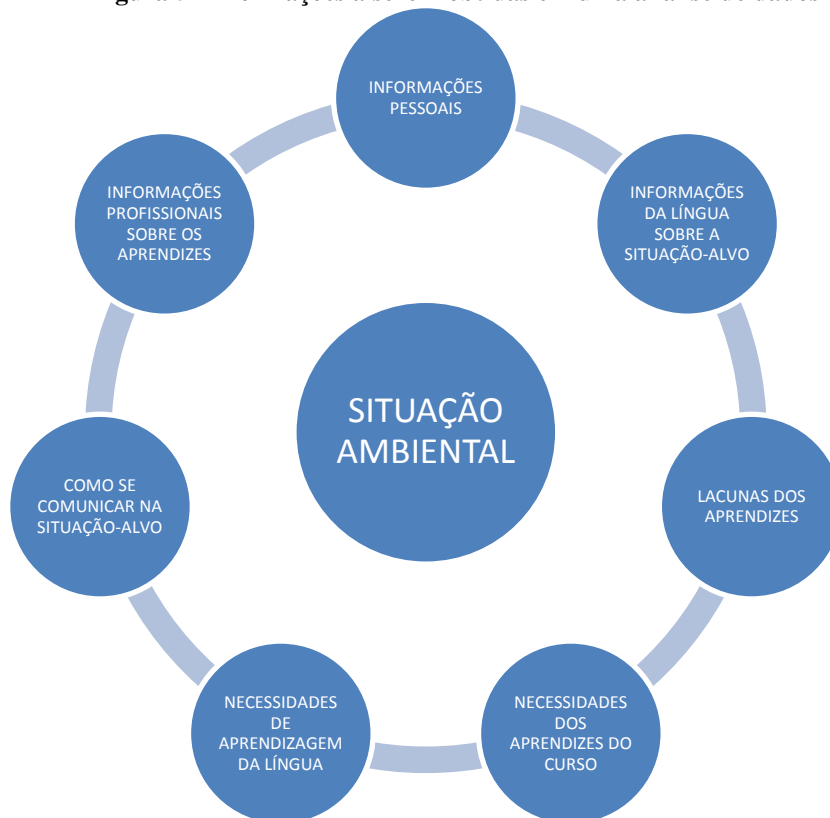 INFORMAÇÕES
PESSOAIS
INFORMAÇÕES
DA LÍNGUA
SOBRE A
SITUAÇÃO-ALVO
LACUNAS DOS
APRENDIZES
NECESSIDADES
DOS
APRENDIZES DO
CURSO
NECESSIDADES
DE
APRENDIZAGEM
DA LÍNGUA
COMO SE
COMUNICAR NA
SITUAÇÃO-ALVO
INFORMAÇÕES
PROFISSIONAIS
SOBRE OS
APRENDIZES
SITUAÇÃO
AMBIENTAL